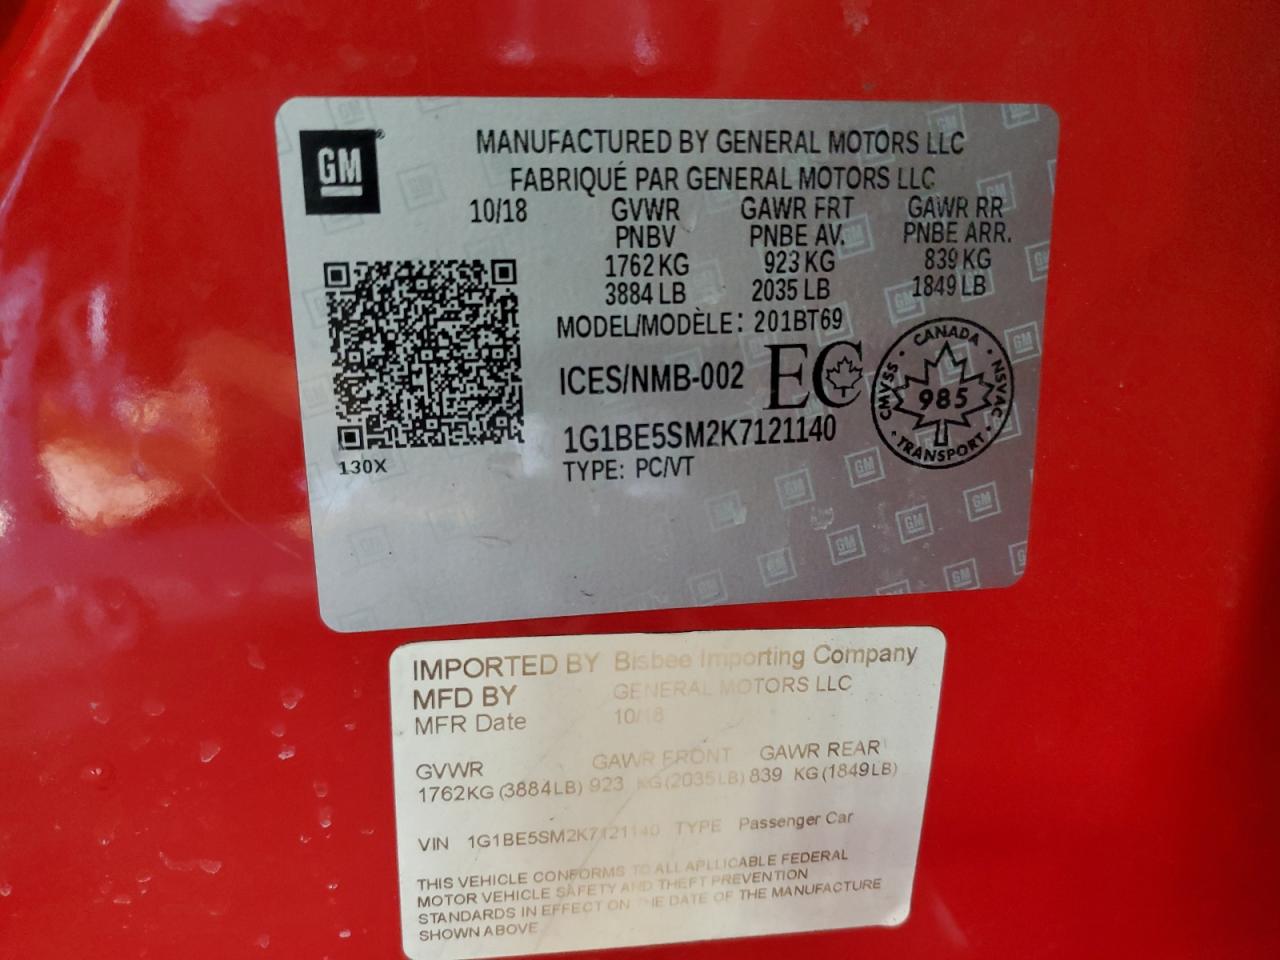 GM
MANUFACTURED BY GENERAL MOTORS LLC
FABRIQUÉ PAR GENERAL MOTORS LLC
10/18 GVWR GAWR FRT GAWR RR
PNBV PNBE AV. PNBE ARR.
1762 KG 923 KG 839 KG
3884 LB 2035 LB 1849 LB
MODEL/MODÈLE: 201BT69
ICES/NMB-002 EC
CANADA
CMVSS 985 NSVAC
TRANSPORT
1G1BE5SM2K7121140
130X TYPE: PC/VT
IMPORTED BY Bisbee Importing Company
MFD BY GENERAL MOTORS LLC
MFR Date 10/18
GVWR GAWR FRONT GAWR REAR
1762KG (3884LB) 923 KG (2035LB) 839 KG (1849LB)
VIN 1G1BE5SM2K7121140 TYPE Passenger Car
THIS VEHICLE CONFORMS TO ALL APLLICABLE FEDERAL
MOTOR VEHICLE SAFETY AND THEFT PREVENTION
STANDARDS IN EFFECT ON THE DATE OF THE MANUFACTURE
SHOWN ABOVE